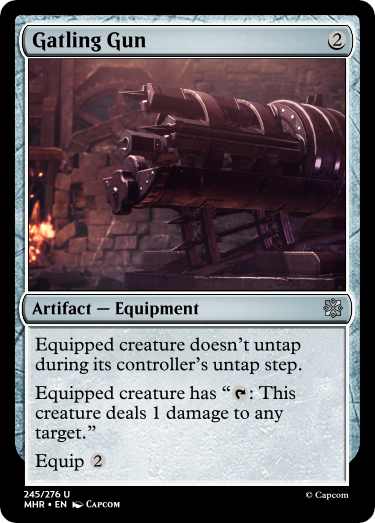 Gatling Gun 2
Artifact — Equipment
Equipped creature doesn't untap
during its controller's untap step.
Equipped creature has “: This
creature deals 1 damage to any
target.”
Equip 2
245/276 U
MHR • EN CAPCOM
© Capcom